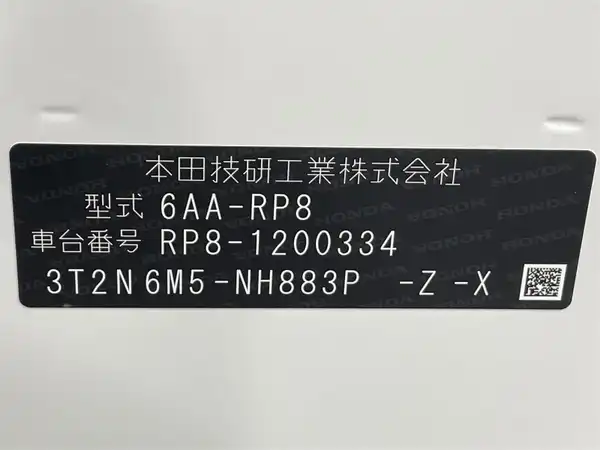 本田技研工業株式会社
型式 6AA-RP8
車台番号 RP8-1200334
3T2N6M5-NH883P -Z-X